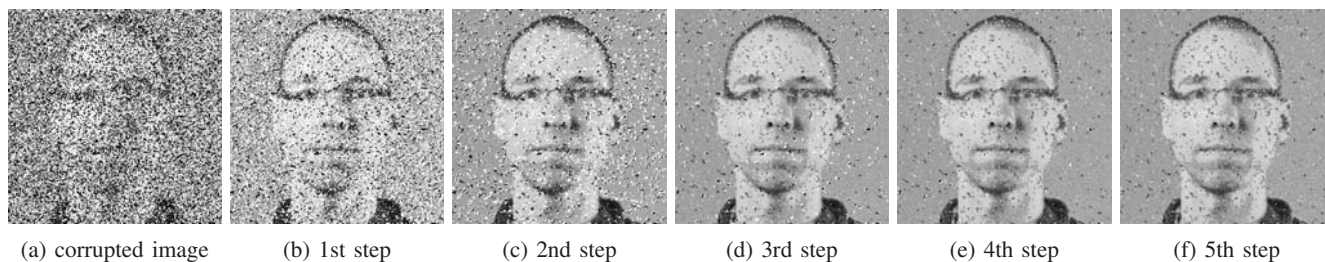 (a) corrupted image
(b) 1st step
(c) 2nd step
(d) 3rd step
(e) 4th step
(f) 5th step